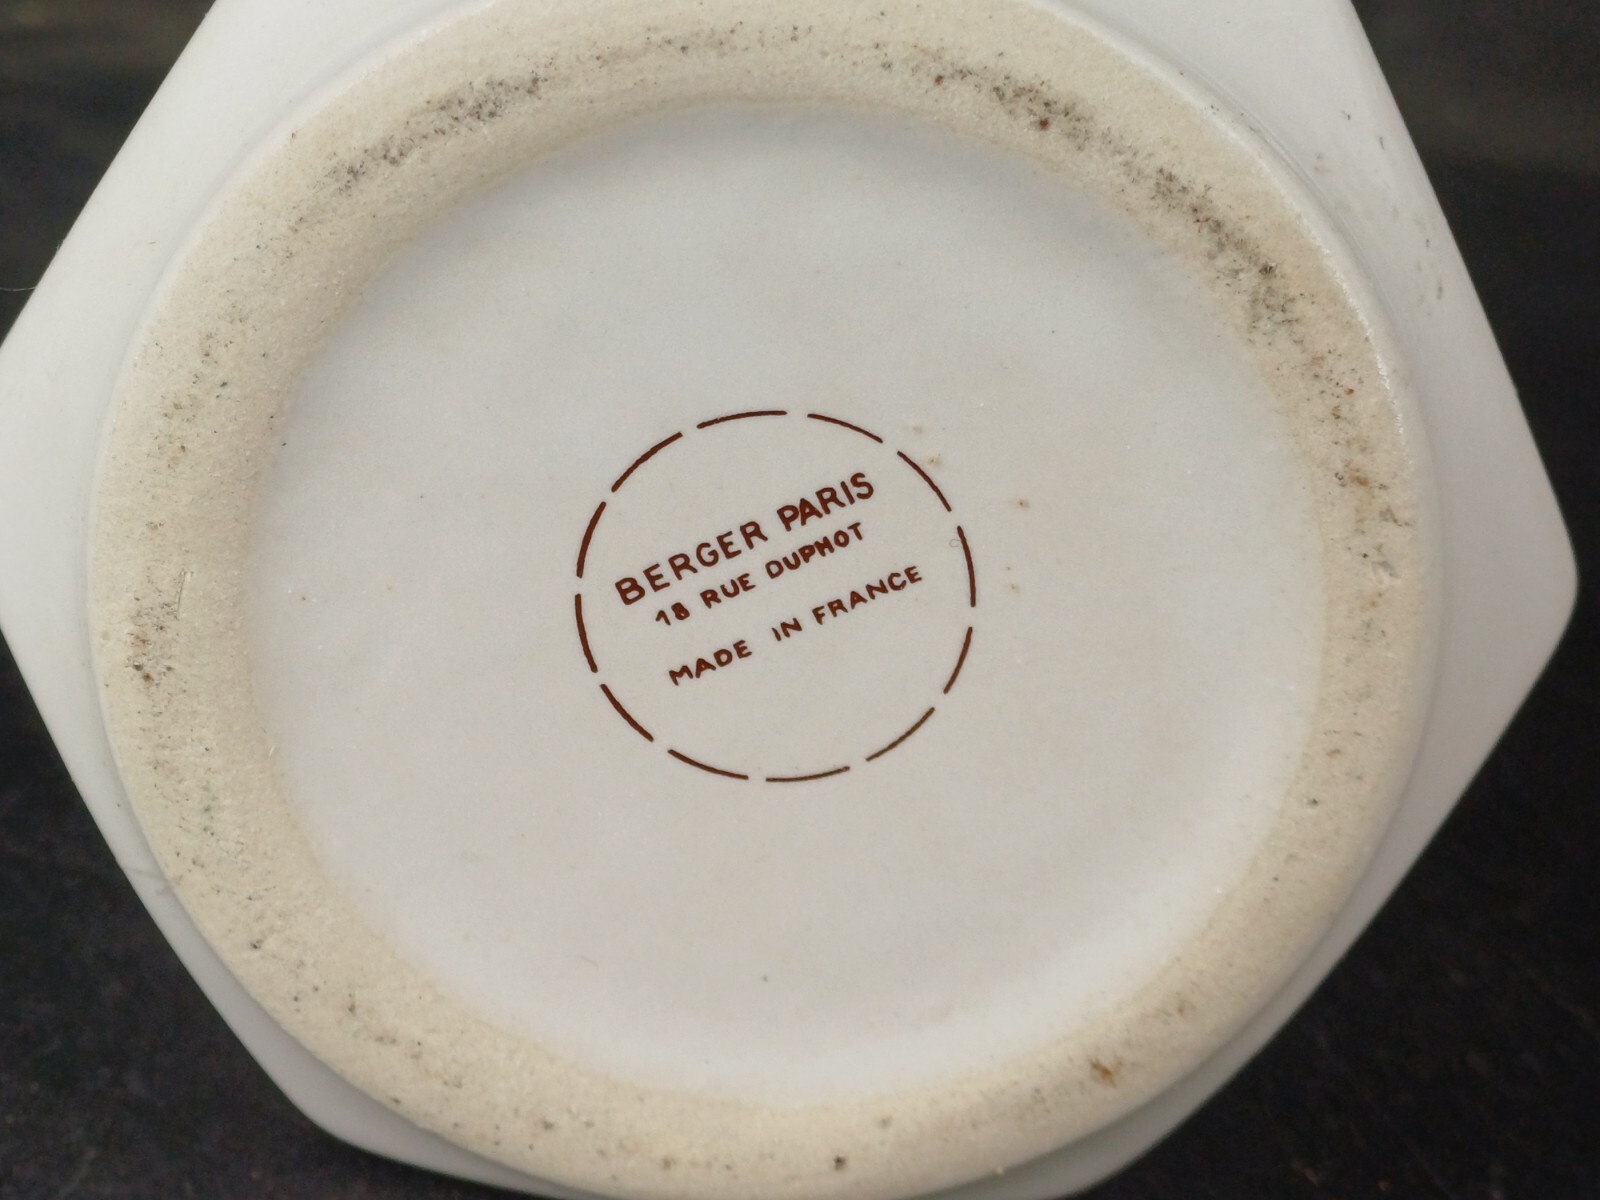 BERGER PARIS
18 RUE DUPHOT
MADE IN FRANCE